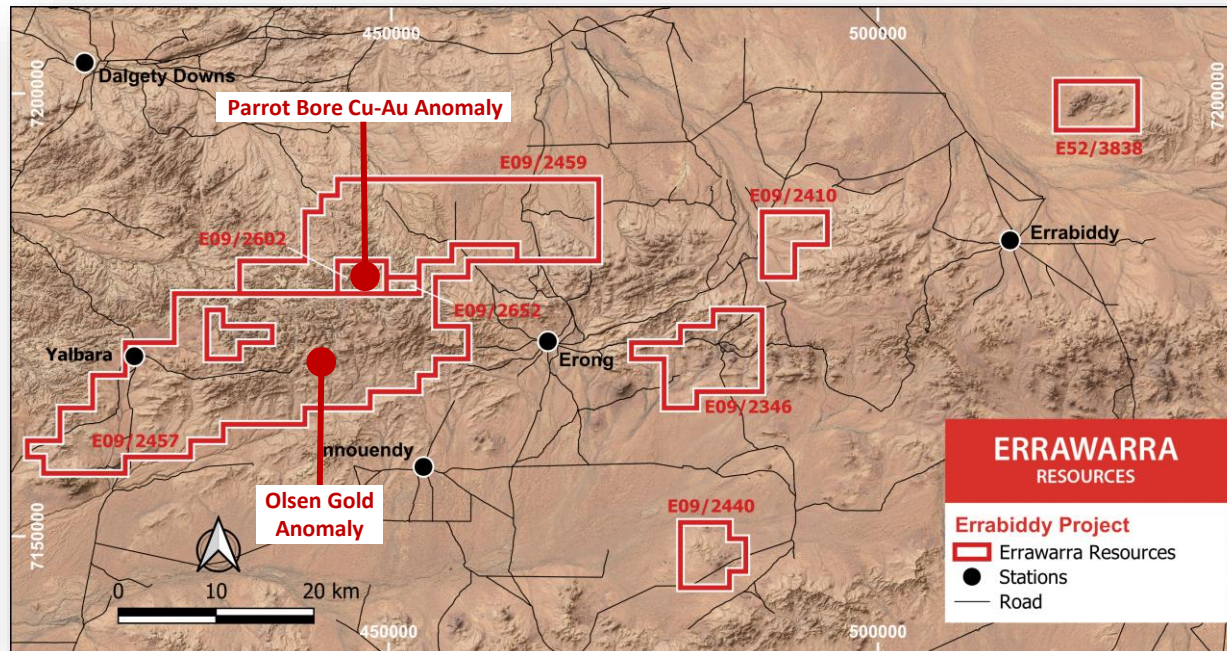 450000
500000
7200000
7200000
Dalgety Downs
Parrot Bore Cu-Au Anomaly
E52/3838
E09/2459
E09/2410
E09/2602
Errabiddy
E09/2652
Yalbara
Erong
E09/2346
E09/2457
nnouendy
Olsen Gold
Anomaly
E09/2440
7150000
0 10 20 km
450000
500000
ERRAWARRA
RESOURCES
Errabiddy Project
Errawarra Resources
Stations
Road